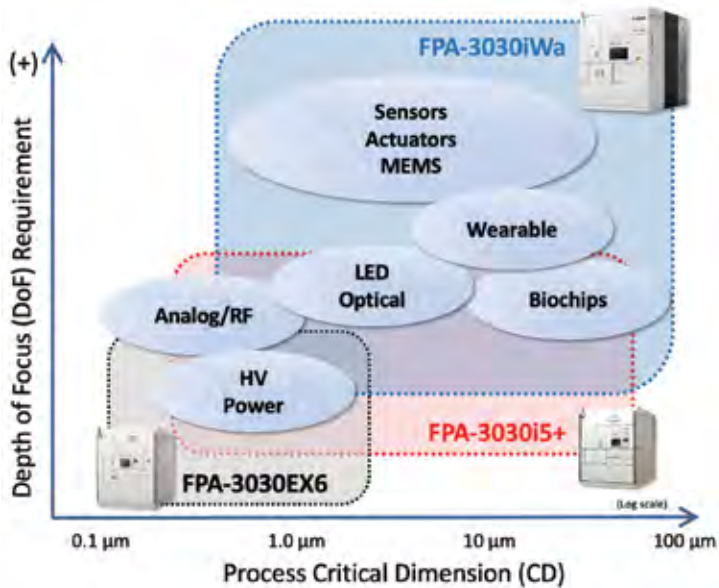 FPA-3030iWa
(+)
Sensors
Actuators
MEMS
Wearable
LED
Optical
Biochips
Analog/RF
HV
Power
FPA-3030i5+
FPA-3030EX6
(Log scale)
0.1 µm
1.0 µm
10 µm
100 µm
Process Critical Dimension (CD)
Depth of Focus (DoF) Requirement